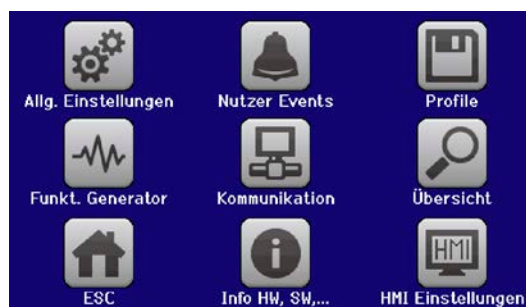 Allg. Einstellungen
Nutzer Events
Profile
Funkt. Generator
Kommunikation
Übersicht
ESC
Info HW, SW,...
HMI
HMI Einstellungen